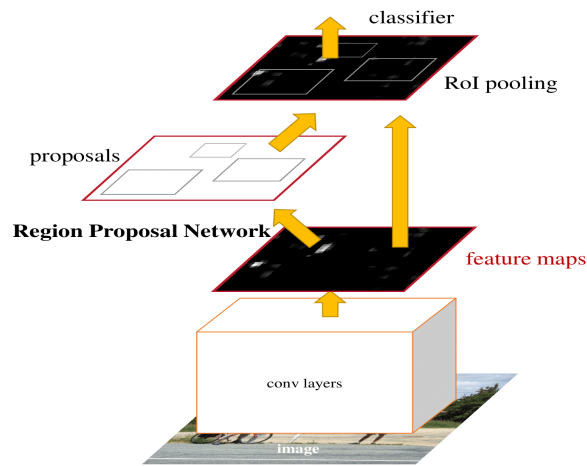 classifier
RoI pooling
proposals
Region Proposal Network
feature maps
conv layers
image